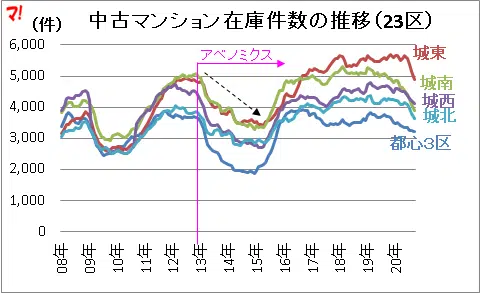 マ!
中古マンション在庫件数の推移（23区）
(件)
アベノミクス
6,000
5,000
4,000
3,000
2,000
1,000
0
城東
城南
城西
城北
都心3区
08年
09年
10年
11年
12年
13年
14年
15年
16年
17年
18年
19年
20年